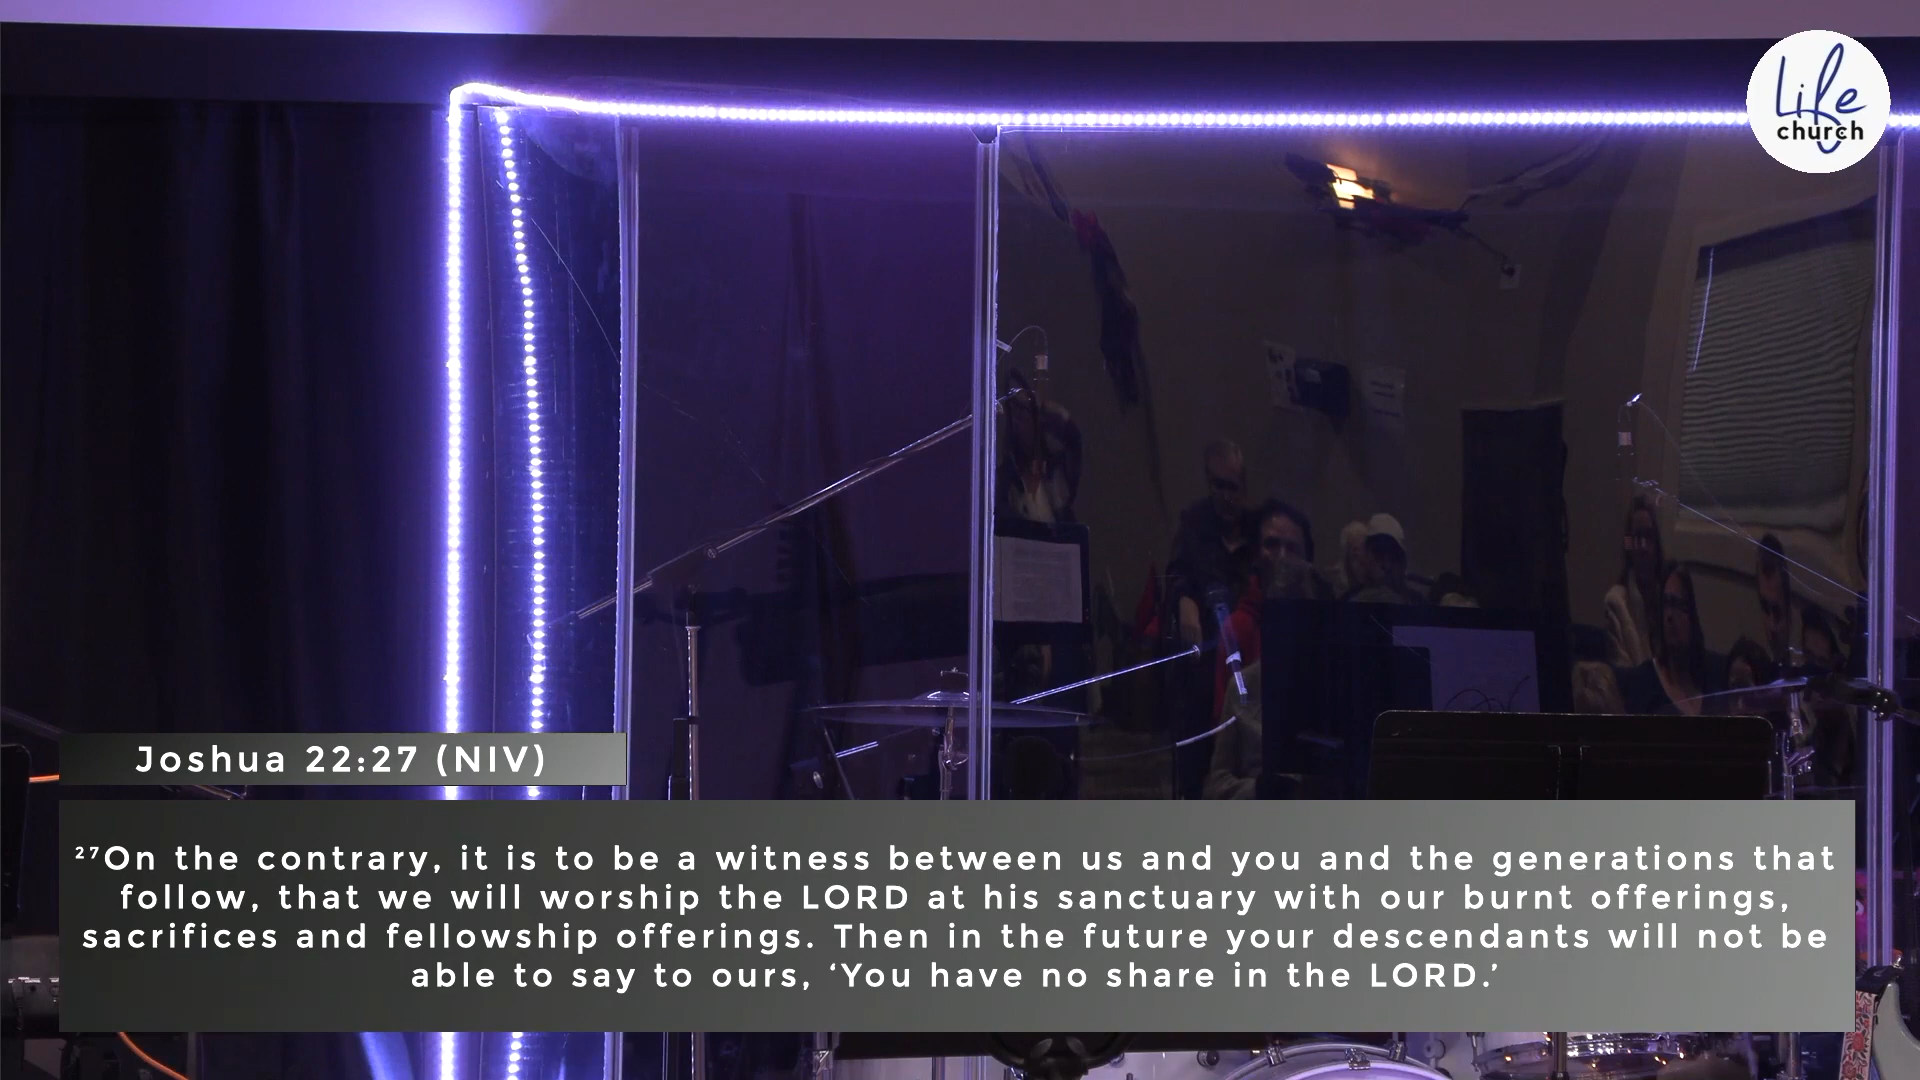 Life
church
Joshua 22:27 (NIV)
²⁷On the contrary, it is to be a witness between us and you and the generations that
follow, that we will worship the LORD at his sanctuary with our burnt offerings,
sacrifices and fellowship offerings. Then in the future your descendants will not be
able to say to ours, ‘You have no share in the LORD.’